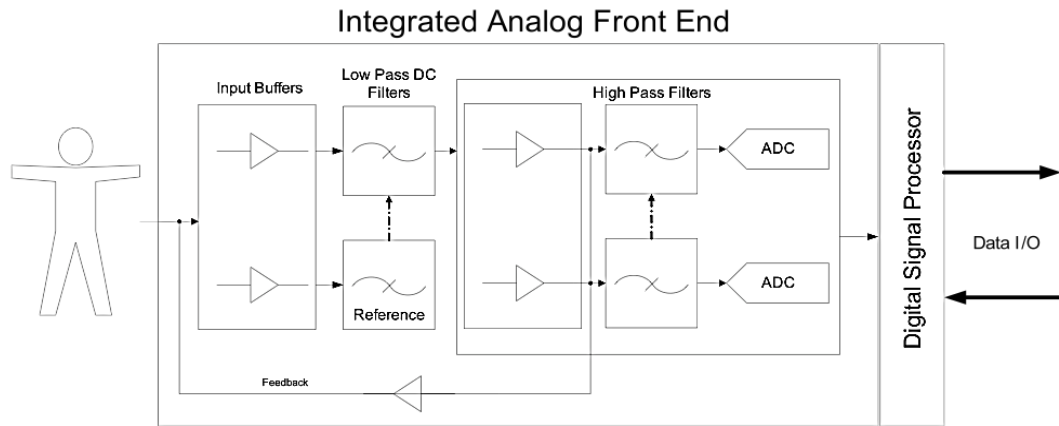 Integrated Analog Front End
Input Buffers
Low Pass DC
Filters
High Pass Filters
ADC
Reference
ADC
Feedback
Digital Signal Processor
Data I/O